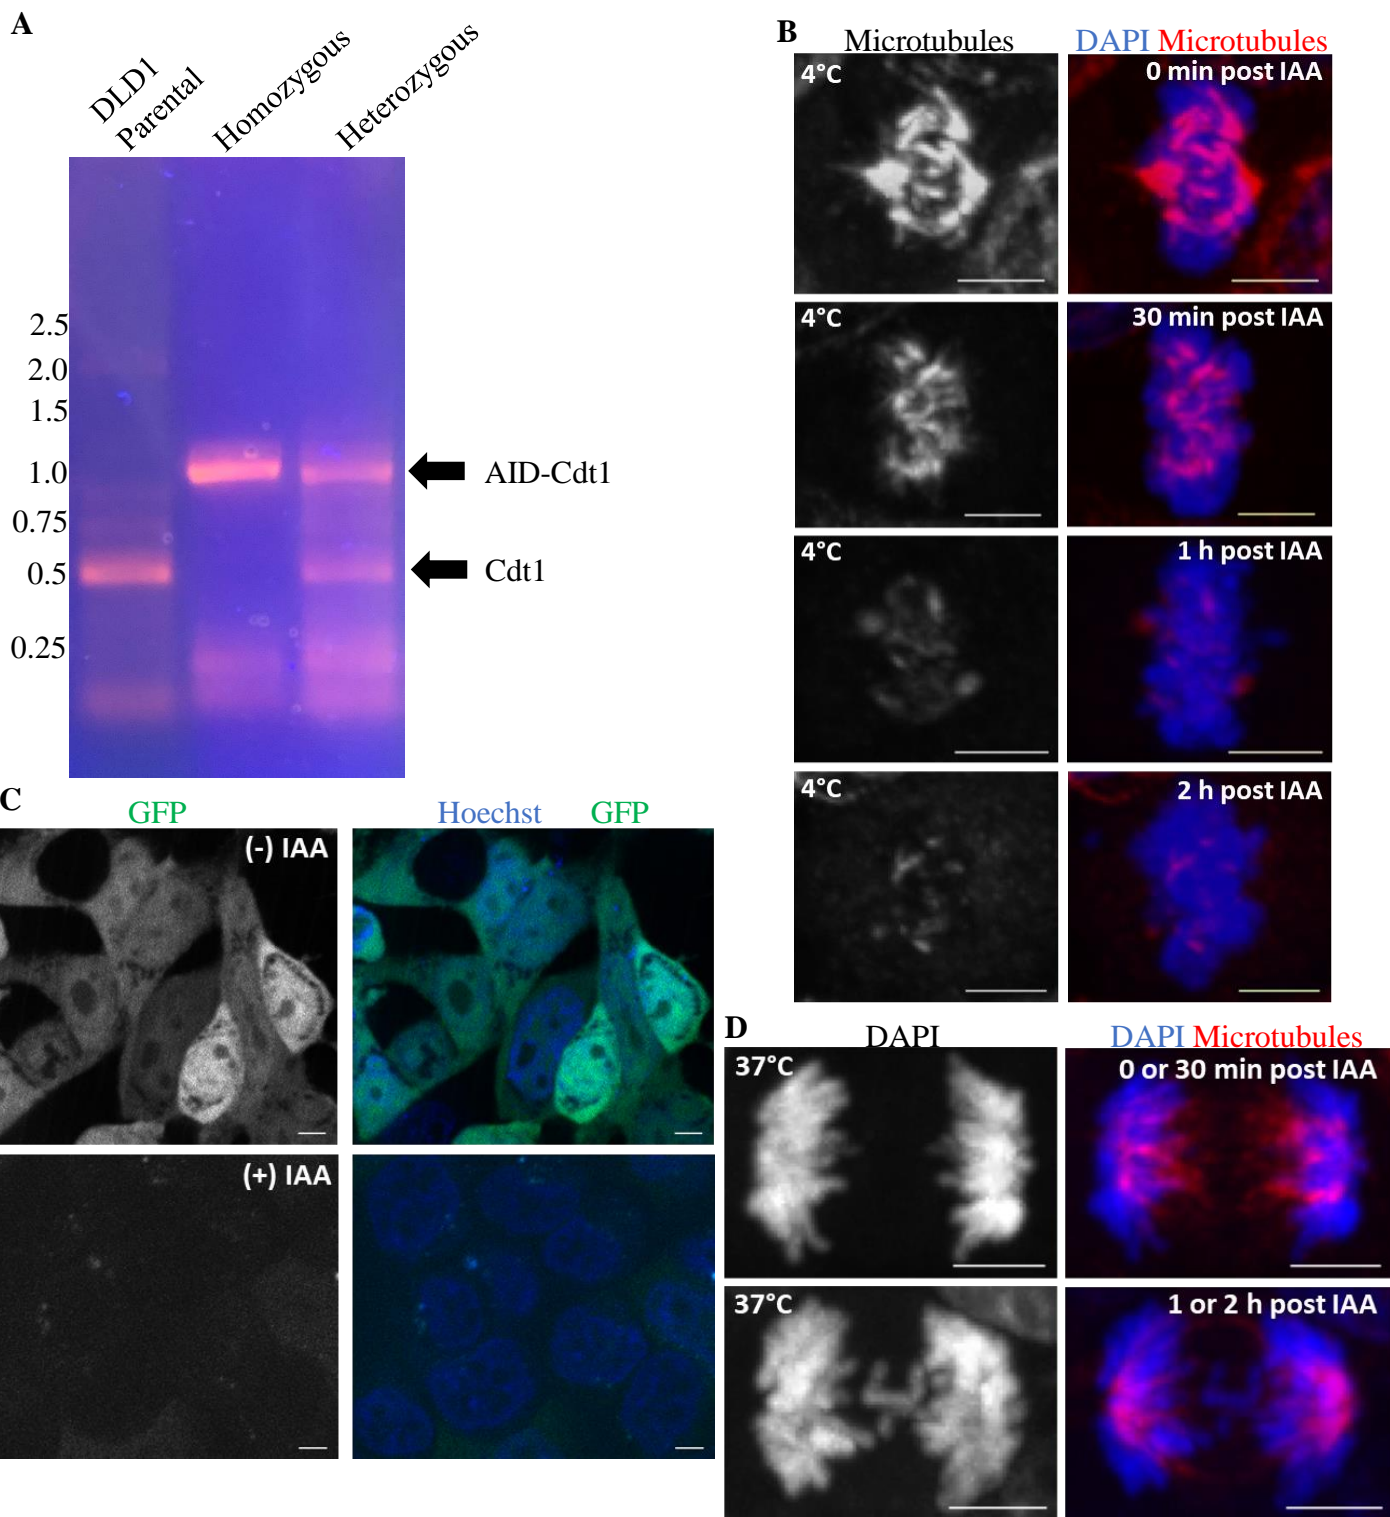 A
DLD1
Parental
Homozygous
Heterozygous
2.5
2.0
1.5
1.0
0.75
0.5
0.25
AID-Cdt1
Cdt1
B
Microtubules
DAPI Microtubules
4°C
0 min post IAA
4°C
30 min post IAA
4°C
1 h post IAA
4°C
2 h post IAA
C
GFP
Hoechst GFP
(-) IAA
(+) IAA
D
DAPI
DAPI Microtubules
37°C
0 or 30 min post IAA
37°C
1 or 2 h post IAA